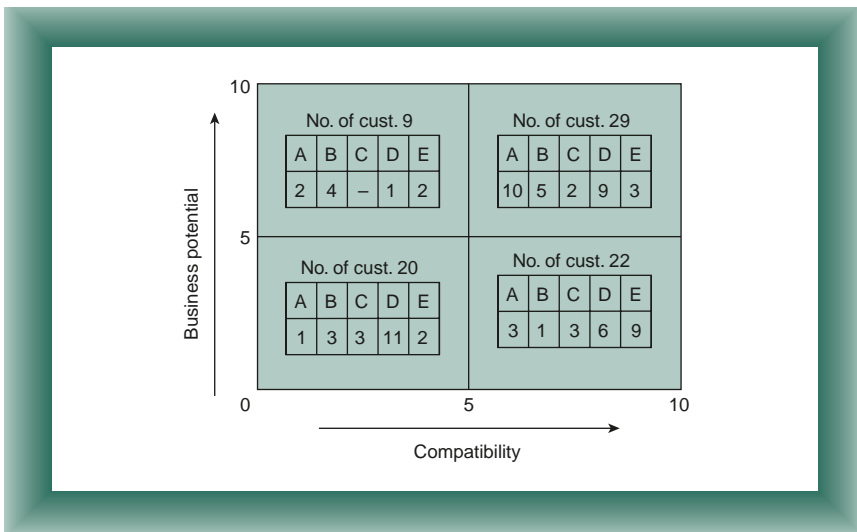 10
No. of cust. 9
A B C D E
2 4 – 1 2
No. of cust. 29
A B C D E
10 5 2 9 3
Business potential
5
No. of cust. 20
A B C D E
1 3 3 11 2
No. of cust. 22
A B C D E
3 1 3 6 9
0 5 10
Compatibility